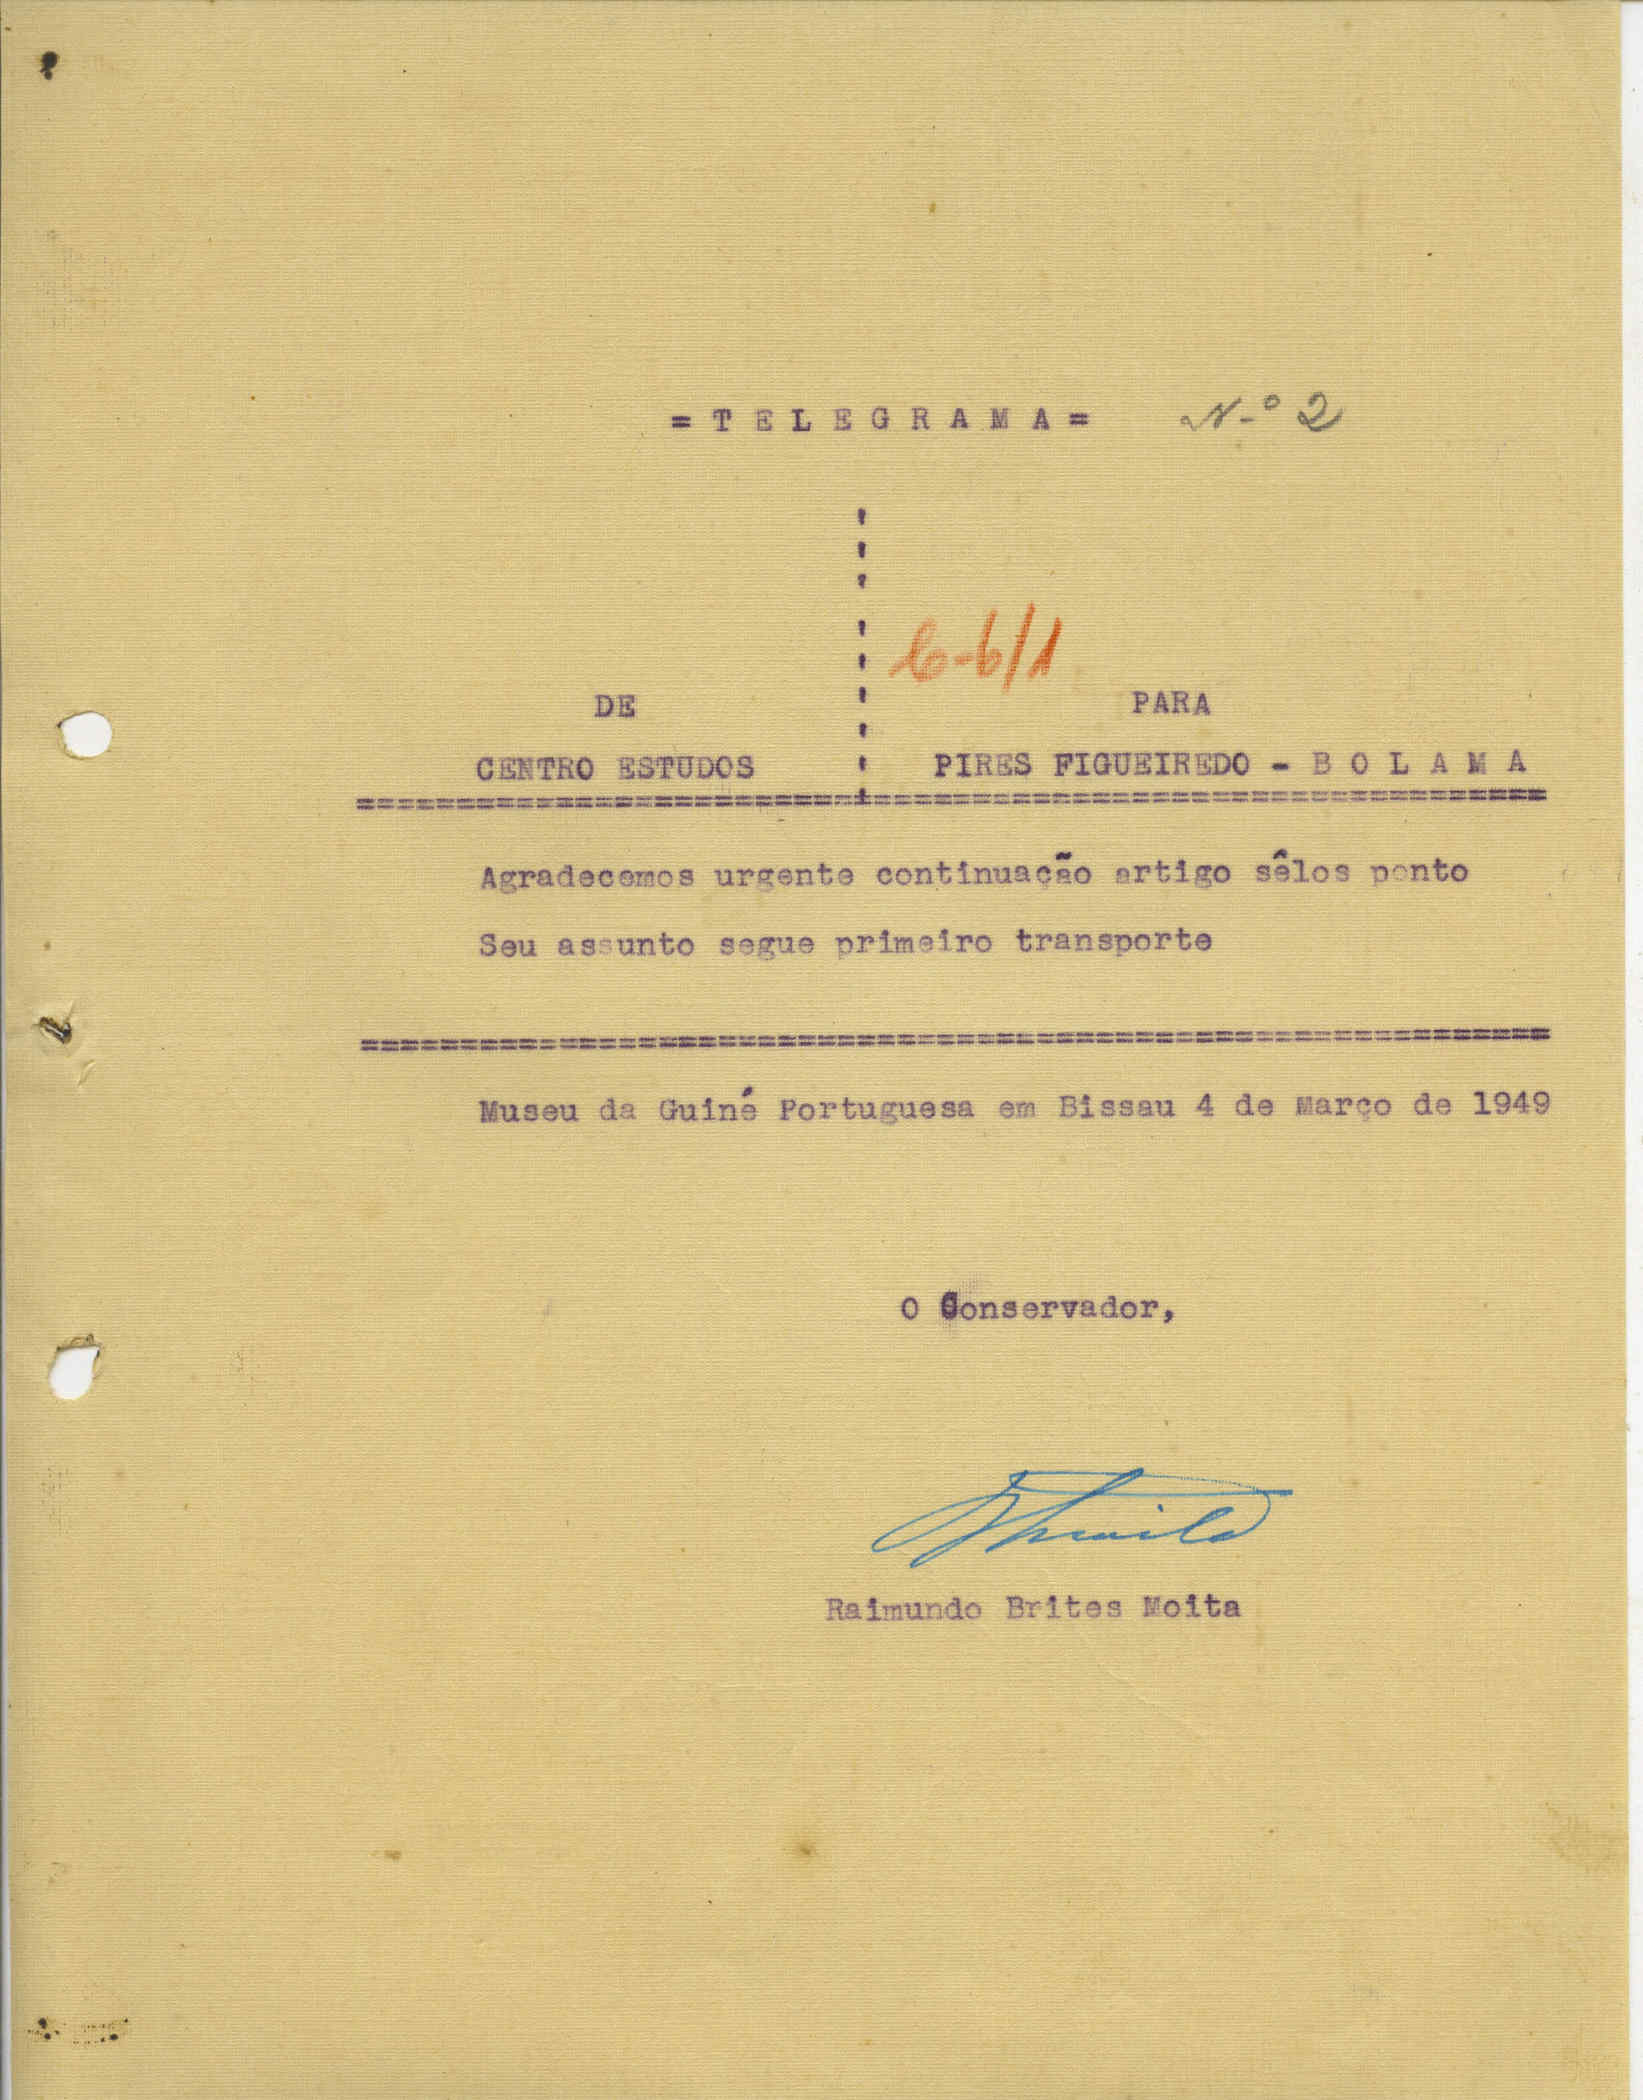 =TELEGRAMA= N.º 2
C-6/1
DE PARA
CENTRO ESTUDOS PIRES FIGUEIREDO - BOLAMA
Agradecemos urgente continuação artigo sêlos ponto
Seu assunto segue primeiro transporte
Museu da Guiné Portuguesa em Bissau 4 de Março de 1949
O Conservador,
Raimundo Brites Moita